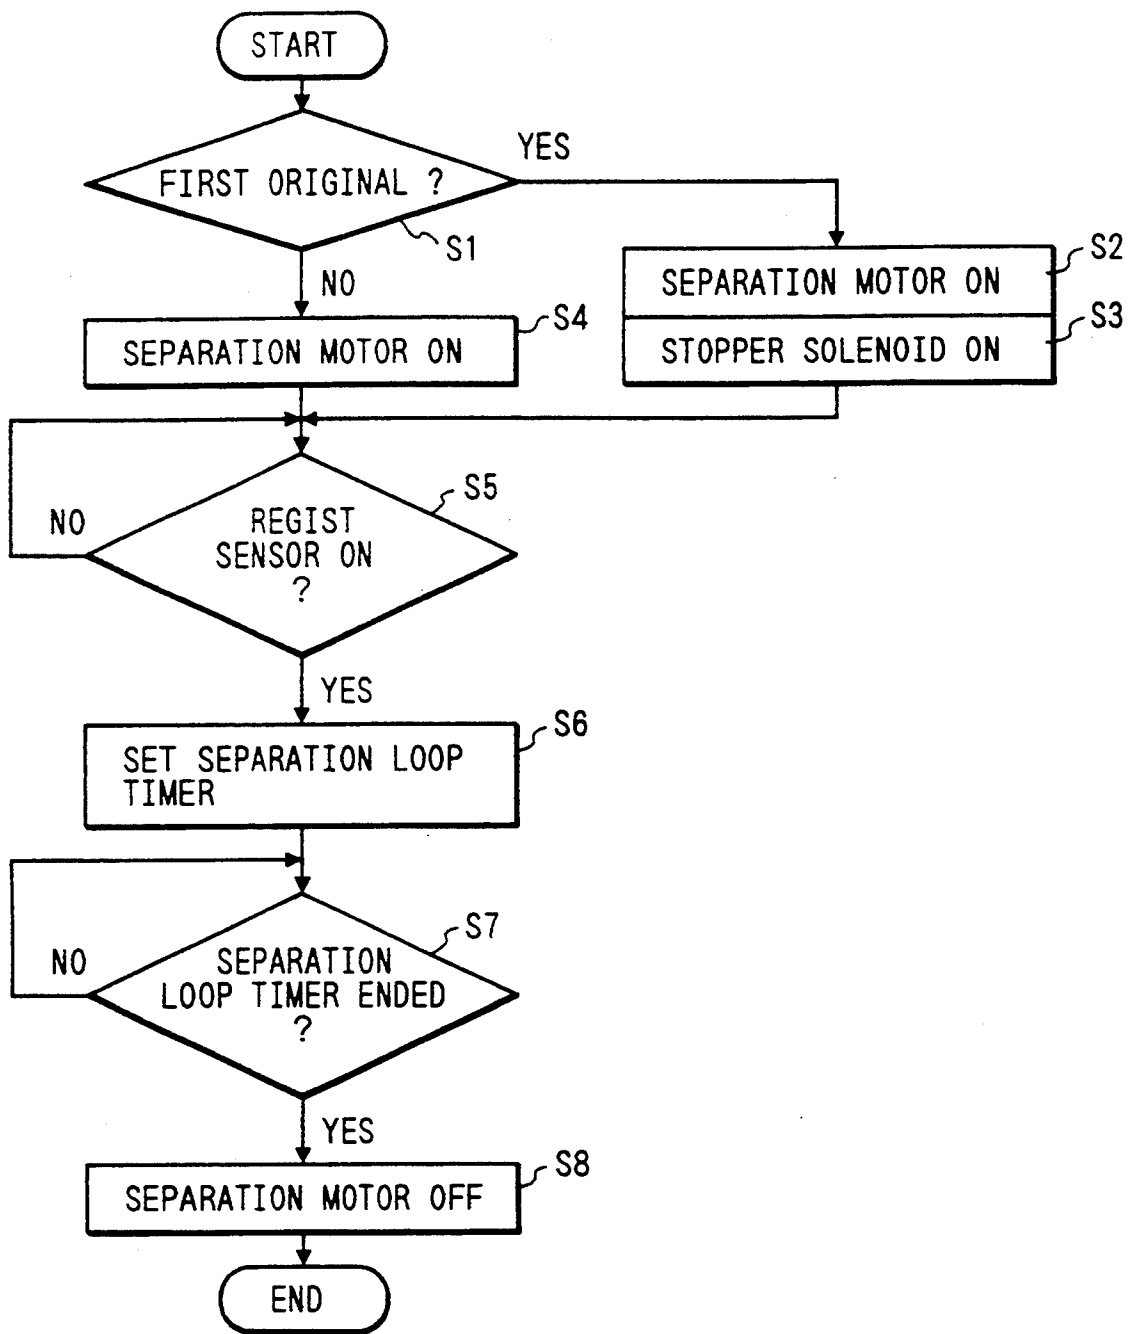 START
FIRST ORIGINAL ?
YES
S1
NO
SEPARATION MOTOR ON
S2
STOPPER SOLENOID ON
S3
SEPARATION MOTOR ON
S4
REGIST
SENSOR ON
?
S5
NO
YES
SET SEPARATION LOOP
TIMER
S6
SEPARATION
LOOP TIMER ENDED
?
S7
NO
YES
SEPARATION MOTOR OFF
S8
END